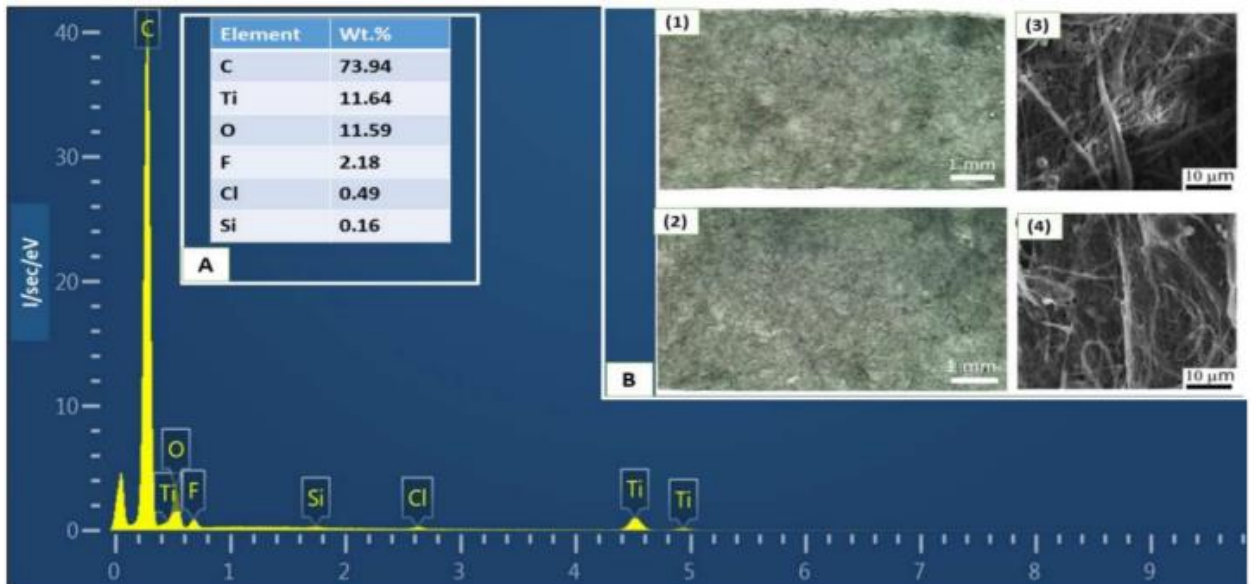 Element Wt.%
C 73.94
Ti 11.64
O 11.59
F 2.18
Cl 0.49
Si 0.16
A
B
(1)
1 mm
(2)
1 mm
(3)
10 μm
(4)
10 μm
I/sec/eV
40
30
20
10
0
C
O
Ti
F
Si
Cl
Ti
Ti
0 1 2 3 4 5 6 7 8 9